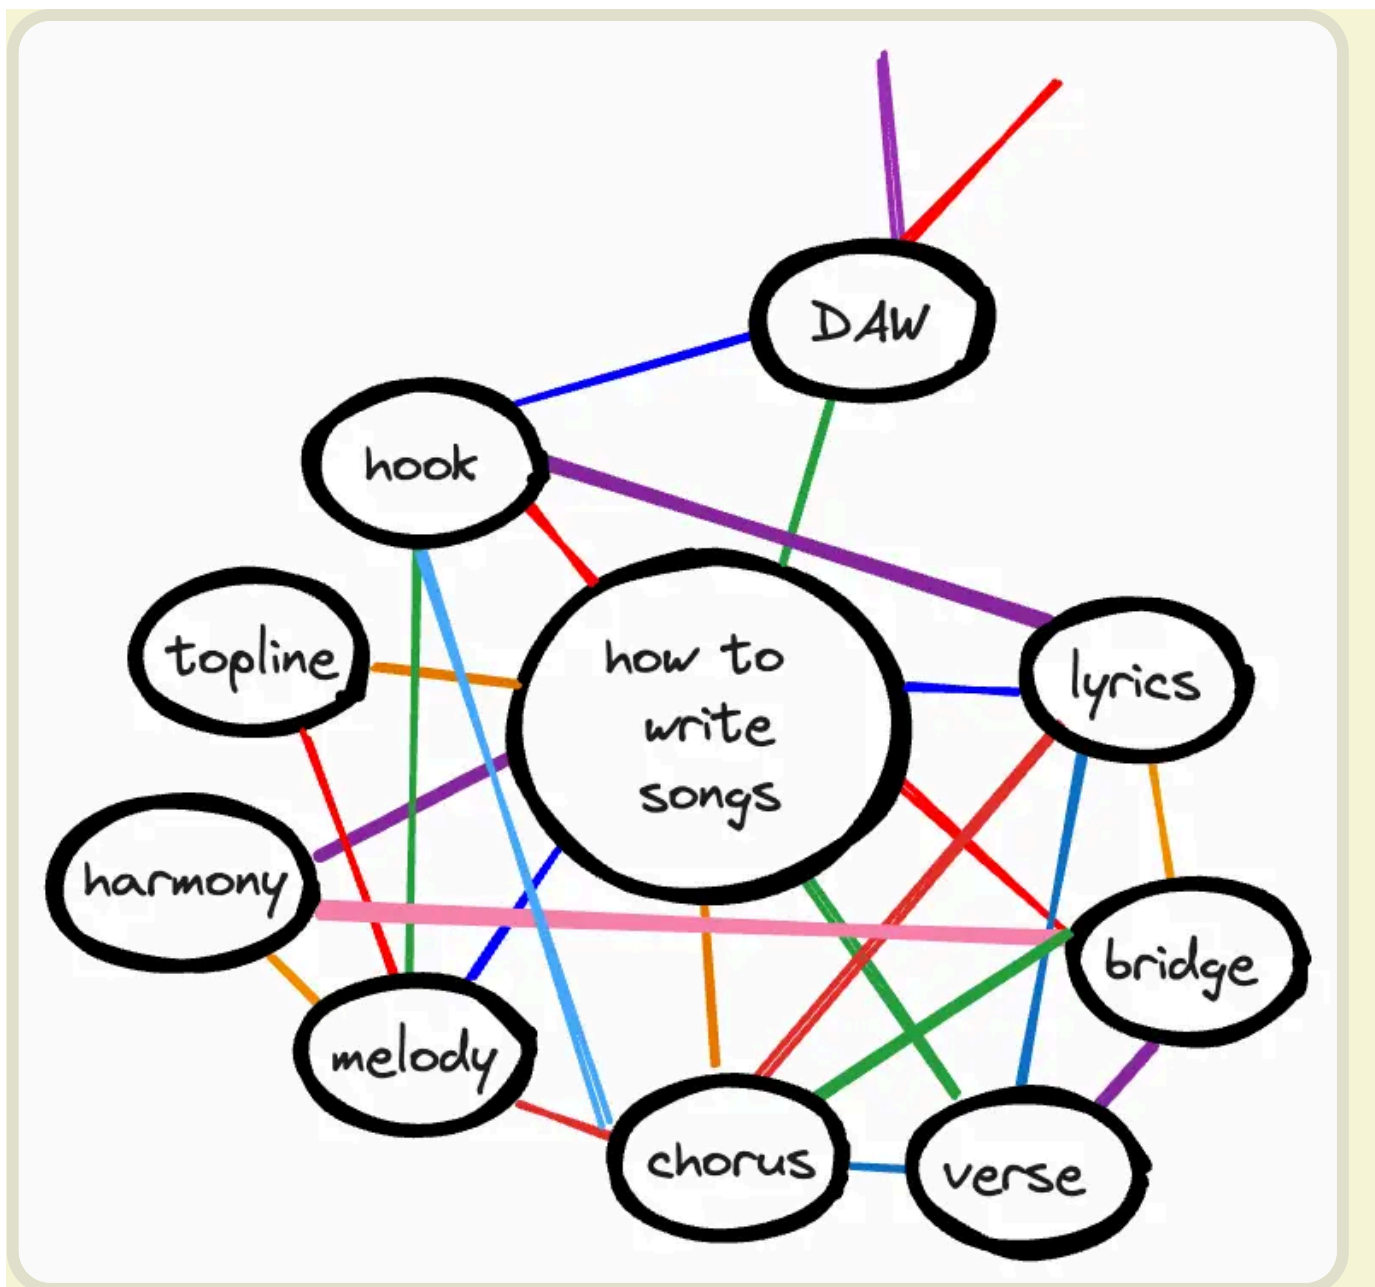 DAW
hook
topline
how to
write
songs
lyrics
harmony
bridge
melody
chorus
verse